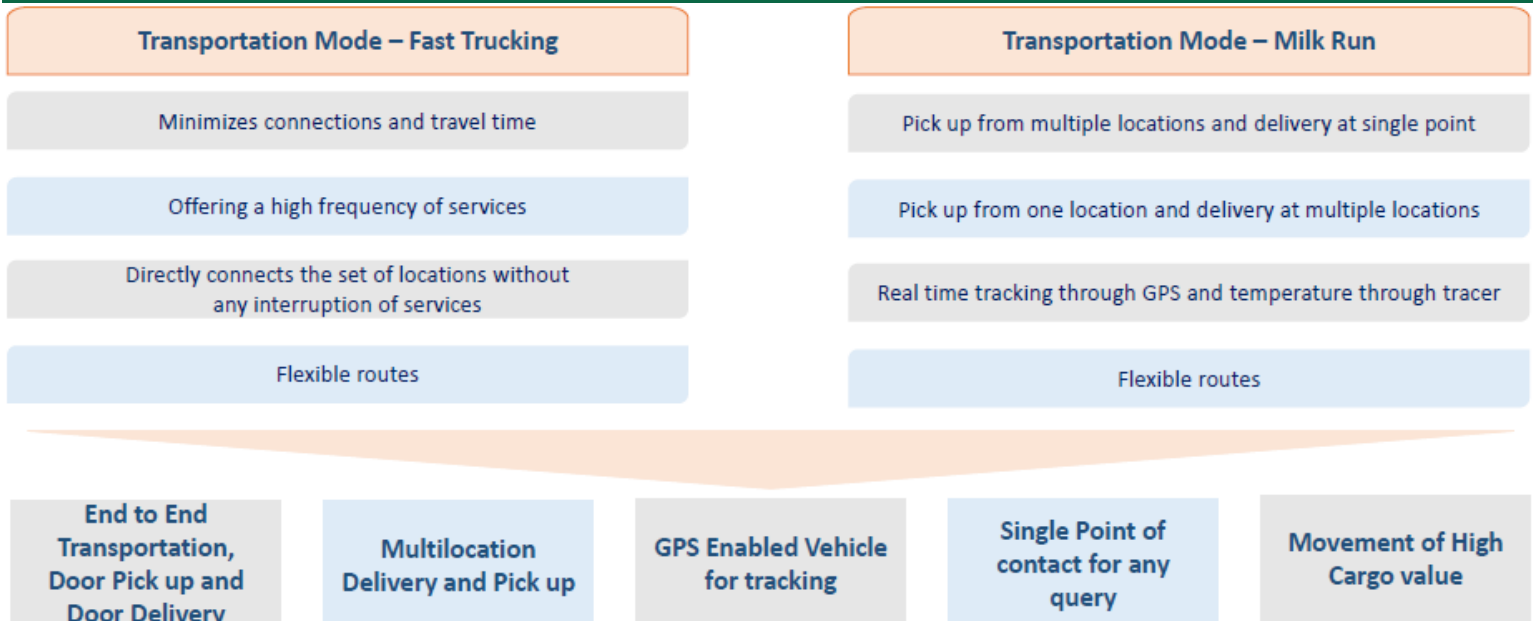 Transportation Mode – Fast Trucking
Minimizes connections and travel time
Offering a high frequency of services
Directly connects the set of locations without
any interruption of services
Flexible routes
Transportation Mode – Milk Run
Pick up from multiple locations and delivery at single point
Pick up from one location and delivery at multiple locations
Real time tracking through GPS and temperature through tracer
Flexible routes
End to End
Transportation,
Door Pick up and
Door Delivery
Multilocation
Delivery and Pick up
GPS Enabled Vehicle
for tracking
Single Point of
contact for any
query
Movement of High
Cargo value